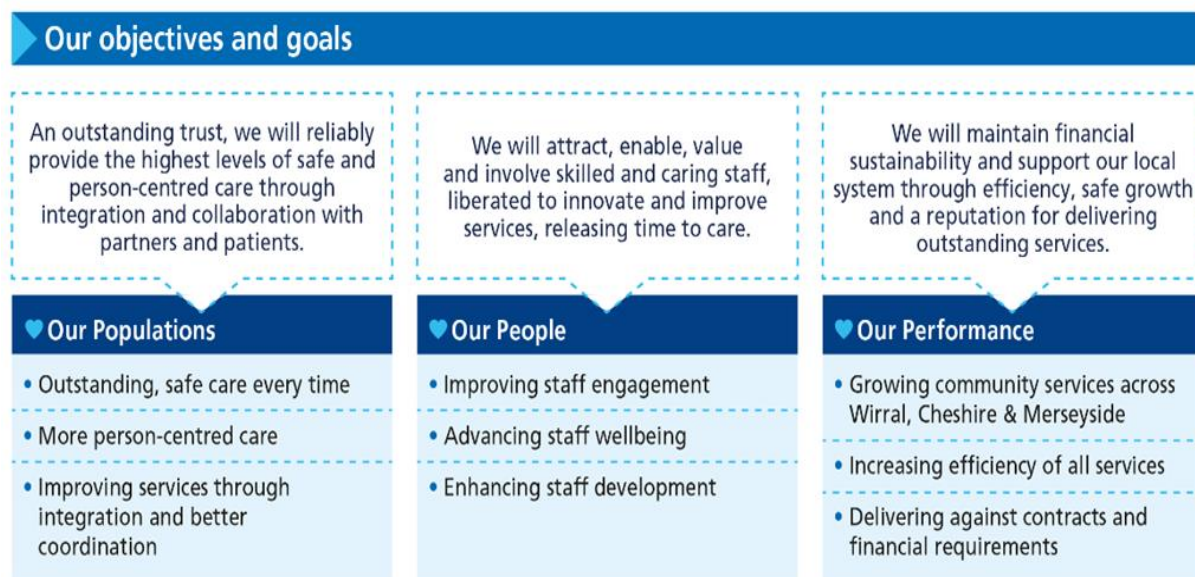 Our objectives and goals
An outstanding trust, we will reliably
provide the highest levels of safe and
person-centred care through
integration and collaboration with
partners and patients.
Our Populations
• Outstanding, safe care every time
• More person-centred care
• Improving services through
integration and better
coordination
We will attract, enable, value
and involve skilled and caring staff,
liberated to innovate and improve
services, releasing time to care.
Our People
• Improving staff engagement
• Advancing staff wellbeing
• Enhancing staff development
We will maintain financial
sustainability and support our local
system through efficiency, safe growth
and a reputation for delivering
outstanding services.
Our Performance
• Growing community services across
Wirral, Cheshire & Merseyside
• Increasing efficiency of all services
• Delivering against contracts and
financial requirements